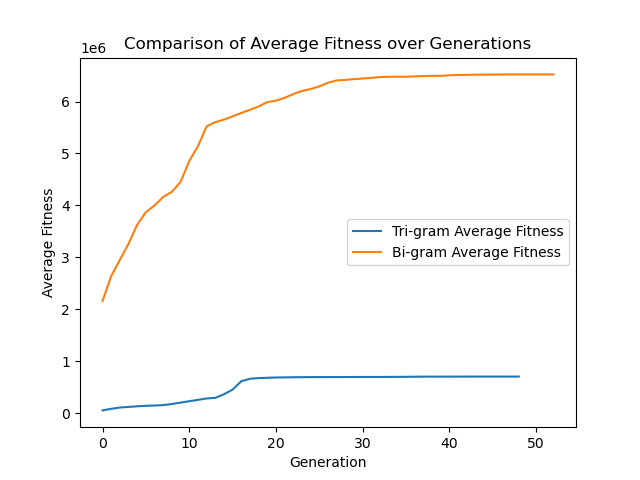 Comparison of Average Fitness over Generations
1e6
6
5
4
3
2
1
0
Average Fitness
Tri-gram Average Fitness
Bi-gram Average Fitness
0 10 20 30 40 50
Generation